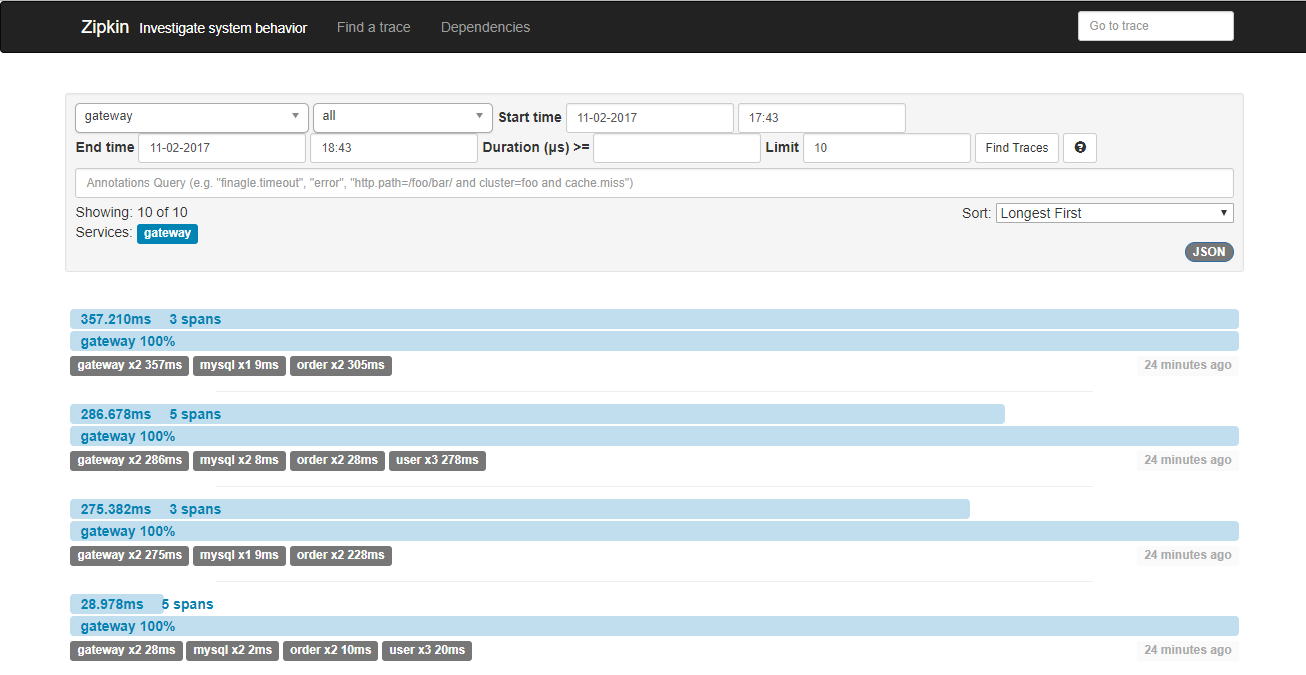 Zipkin Investigate system behavior Find a trace Dependencies Go to trace
gateway all Start time 11-02-2017 17:43
End time 11-02-2017 18:43 Duration (μs) >= Limit 10 Find Traces ?
Annotations Query (e.g. "finagle.timeout", "error", "http.path=/foo/bar/ and cluster=foo and cache.miss")
Showing: 10 of 10 Sort: Longest First
Services: gateway
JSON
357.210ms 3 spans
gateway 100%
gateway x2 357ms mysql x1 9ms order x2 305ms 24 minutes ago
286.678ms 5 spans
gateway 100%
gateway x2 286ms mysql x2 8ms order x2 28ms user x3 278ms 24 minutes ago
275.382ms 3 spans
gateway 100%
gateway x2 275ms mysql x1 9ms order x2 228ms 24 minutes ago
28.978ms 5 spans
gateway 100%
gateway x2 28ms mysql x2 2ms order x2 10ms user x3 20ms 24 minutes ago